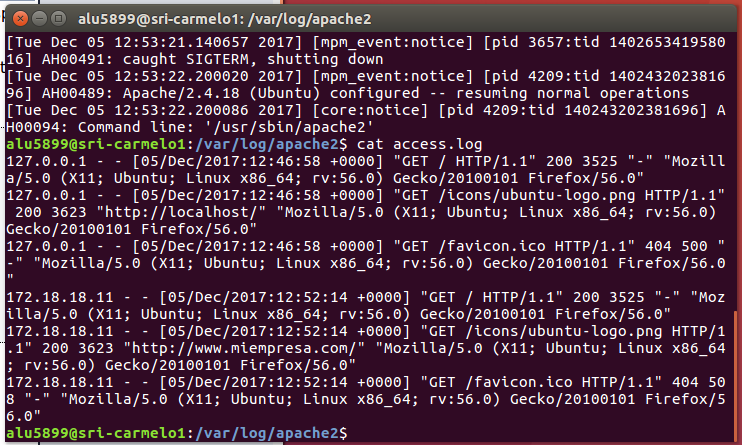 alu5899@sri-carmelo1: /var/log/apache2
[Tue Dec 05 12:53:21.140657 2017] [mpm_event:notice] [pid 3657:tid 1402653419580
16] AH00491: caught SIGTERM, shutting down
[Tue Dec 05 12:53:22.200020 2017] [mpm_event:notice] [pid 4209:tid 1402432023816
96] AH00489: Apache/2.4.18 (Ubuntu) configured -- resuming normal operations
[Tue Dec 05 12:53:22.200086 2017] [core:notice] [pid 4209:tid 140243202381696] A
H00094: Command line: '/usr/sbin/apache2'
alu5899@sri-carmelo1:/var/log/apache2$ cat access.log
127.0.0.1 - - [05/Dec/2017:12:46:58 +0000] "GET / HTTP/1.1" 200 3525 "-" "Mozill
a/5.0 (X11; Ubuntu; Linux x86_64; rv:56.0) Gecko/20100101 Firefox/56.0"
127.0.0.1 - - [05/Dec/2017:12:46:58 +0000] "GET /icons/ubuntu-logo.png HTTP/1.1"
 200 3623 "http://localhost/" "Mozilla/5.0 (X11; Ubuntu; Linux x86_64; rv:56.0)
Gecko/20100101 Firefox/56.0"
127.0.0.1 - - [05/Dec/2017:12:46:58 +0000] "GET /favicon.ico HTTP/1.1" 404 500 "
-" "Mozilla/5.0 (X11; Ubuntu; Linux x86_64; rv:56.0) Gecko/20100101 Firefox/56.0
"
172.18.18.11 - - [05/Dec/2017:12:52:14 +0000] "GET / HTTP/1.1" 200 3525 "-" "Moz
illa/5.0 (X11; Ubuntu; Linux x86_64; rv:56.0) Gecko/20100101 Firefox/56.0"
172.18.18.11 - - [05/Dec/2017:12:52:14 +0000] "GET /icons/ubuntu-logo.png HTTP/1
.1" 200 3623 "http://www.miempresa.com/" "Mozilla/5.0 (X11; Ubuntu; Linux x86_64
; rv:56.0) Gecko/20100101 Firefox/56.0"
172.18.18.11 - - [05/Dec/2017:12:52:14 +0000] "GET /favicon.ico HTTP/1.1" 404 50
8 "-" "Mozilla/5.0 (X11; Ubuntu; Linux x86_64; rv:56.0) Gecko/20100101 Firefox/5
6.0"
alu5899@sri-carmelo1:/var/log/apache2$